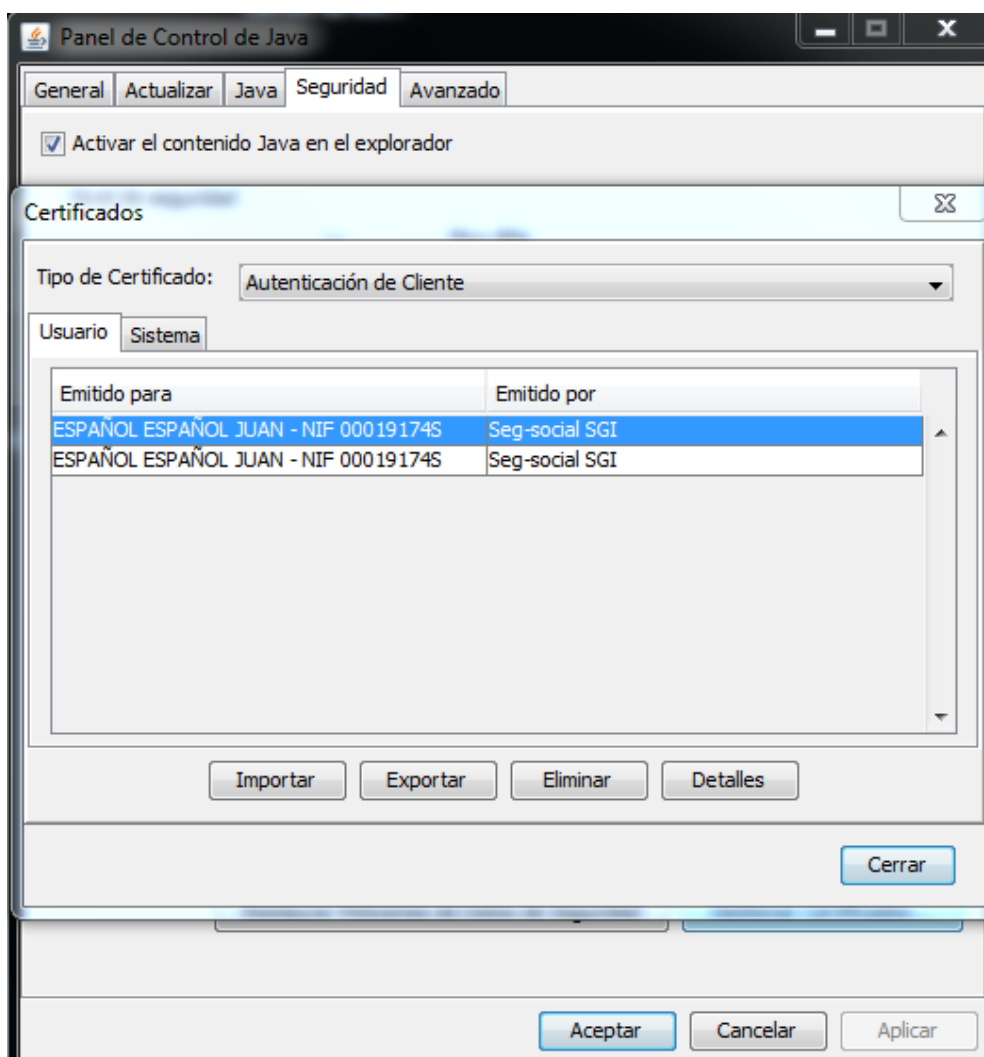 Panel de Control de Java
General Actualizar Java Seguridad Avanzado
Activar el contenido Java en el explorador
Certificados
Tipo de Certificado: Autenticación de Cliente
Usuario Sistema
Emitido para Emitido por
ESPAÑOL ESPAÑOL JUAN - NIF 00019174S Seg-social SGI
ESPAÑOL ESPAÑOL JUAN - NIF 00019174S Seg-social SGI
Importar Exportar Eliminar Detalles
Cerrar
Aceptar Cancelar Aplicar